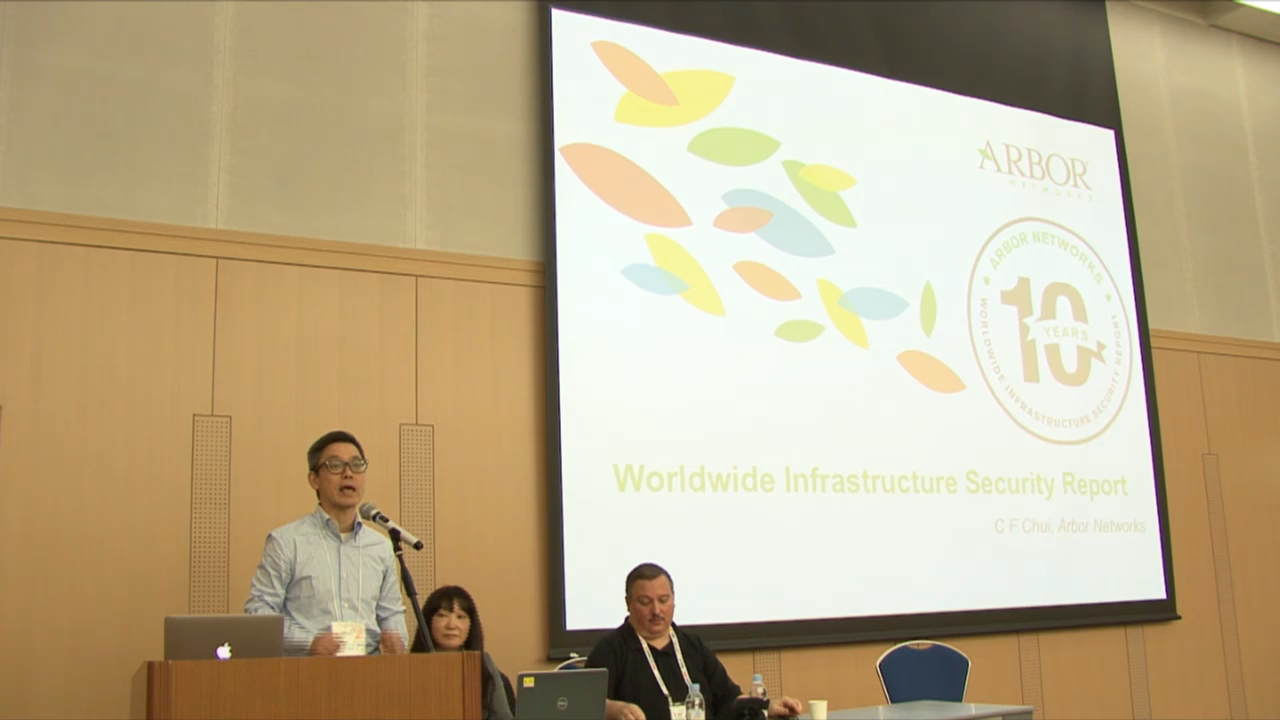 ARBOR
NETWORKS
ARBOR NETWORKS
10
YEARS
WORLDWIDE INFRASTRUCTURE SECURITY REPORT
Worldwide Infrastructure Security Report
C F Chui, Arbor Networks